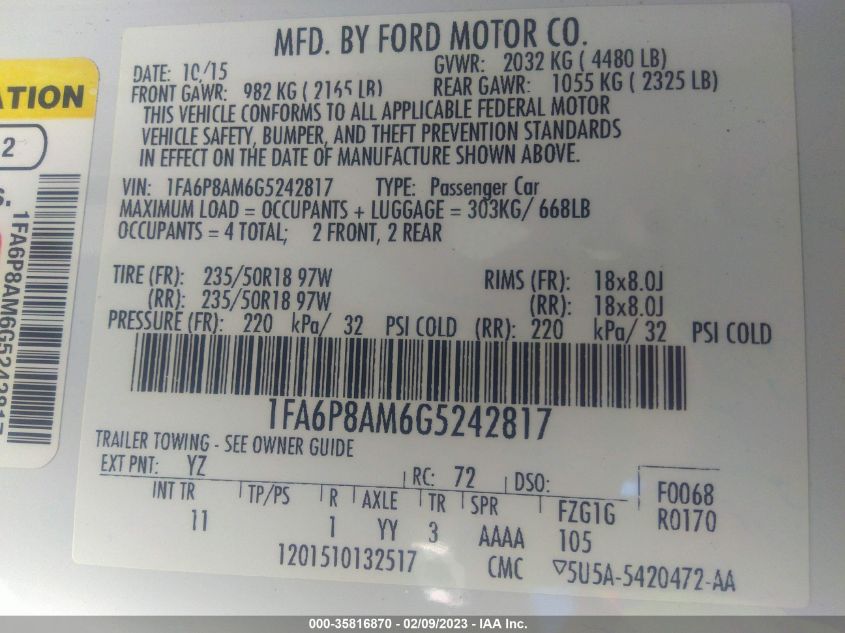 MFD. BY FORD MOTOR CO.
DATE: 10/15
GVWR: 2032 KG ( 4480 LB)
FRONT GAWR: 982 KG ( 2165 LB)
REAR GAWR: 1055 KG ( 2325 LB)
THIS VEHICLE CONFORMS TO ALL APPLICABLE FEDERAL MOTOR
VEHICLE SAFETY, BUMPER, AND THEFT PREVENTION STANDARDS
IN EFFECT ON THE DATE OF MANUFACTURE SHOWN ABOVE.
VIN: 1FA6P8AM6G5242817 TYPE: Passenger Car
MAXIMUM LOAD = OCCUPANTS + LUGGAGE = 303KG/ 668LB
OCCUPANTS = 4 TOTAL; 2 FRONT, 2 REAR
TIRE (FR): 235/50R18 97W RIMS (FR): 18x8.0J
(RR): 235/50R18 97W (RR): 18x8.0J
PRESSURE (FR): 220 kPa/ 32 PSI COLD (RR): 220 kPa/ 32 PSI COLD
1FA6P8AM6G5242817
TRAILER TOWING - SEE OWNER GUIDE
EXT PNT: YZ RC: 72 DSO:
F0068
R0170
INT TR TP/PS R AXLE TR SPR FZG1G
11 1 YY 3 AAAA 105
1201510132517 CMC ▽5U5A-5420472-AA
ATION
2
1FA6P8AM6G5242817
000-35816870 — 02/09/2023 — IAA Inc.